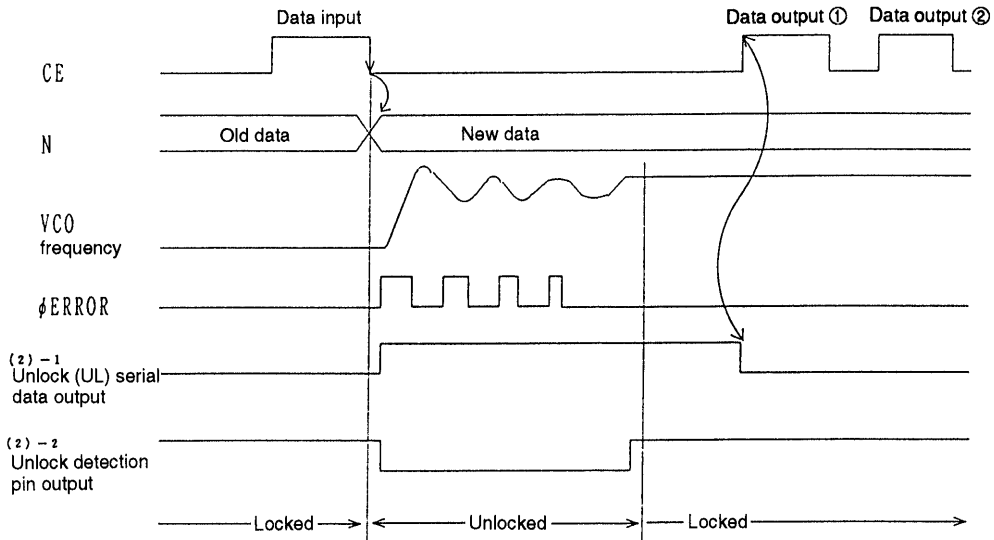 Data input
Data output ①
Data output ②
CE
N
Old data
New data
VCO
frequency
φERROR
(2)-1
Unlock (UL) serial
data output
(2)-2
Unlock detection
pin output
Locked
Unlocked
Locked